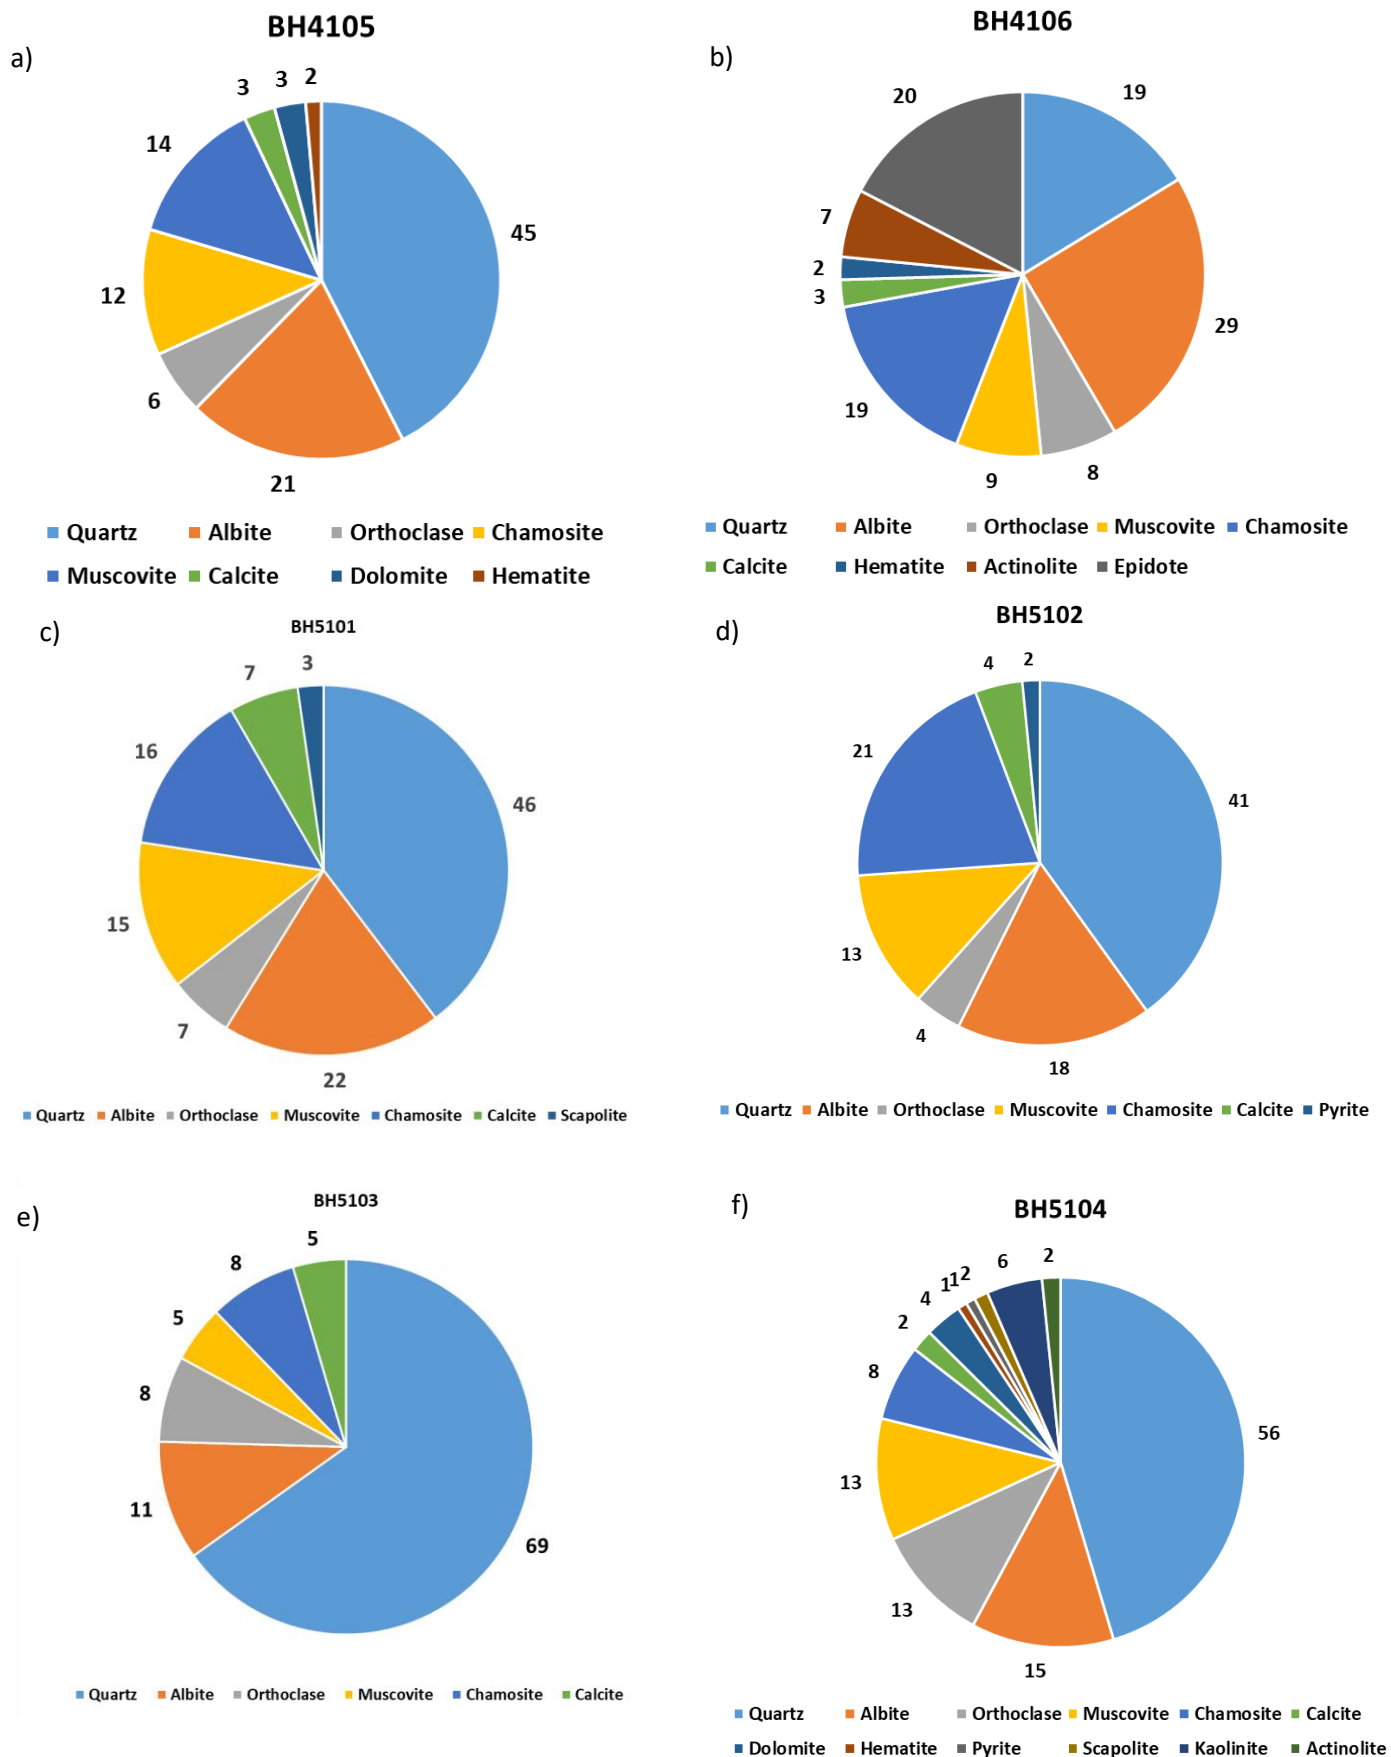 BH4105
a)
3 3 2
14
45
12
6
21
Quartz Albite Orthoclase Chamosite
Muscovite Calcite Dolomite Hematite
BH4106
b)
20 19
7
2
3
29
19
9 8
Quartz Albite Orthoclase Muscovite Chamosite
Calcite Hematite Actinolite Epidote
c)
BH5101
7 3
16
46
15
7
22
Quartz Albite Orthoclase Muscovite Chamosite Calcite Scapolite
d)
BH5102
4 2
21
41
13
4
18
Quartz Albite Orthoclase Muscovite Chamosite Calcite Pyrite
e)
BH5103
8 5
5
8
11
69
Quartz Albite Orthoclase Muscovite Chamosite Calcite
f)
BH5104
2 4 1 1 2 6 2
8
56
13
13
15
Quartz Albite Orthoclase Muscovite Chamosite Calcite
Dolomite Hematite Pyrite Scapolite Kaolinite Actinolite